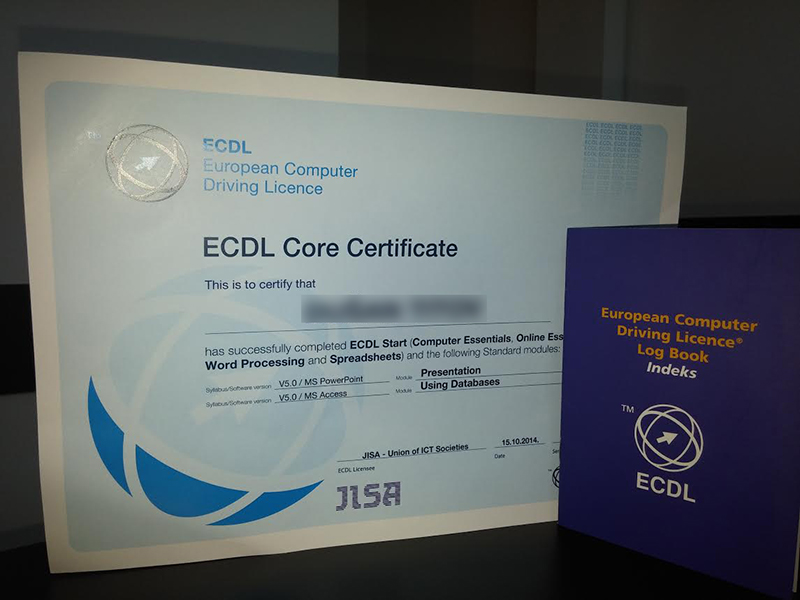 TM
ECDL
European Computer
Driving Licence
ECDL Core Certificate
This is to certify that
has successfully completed ECDL Start (Computer Essentials, Online Ess
Word Processing and Spreadsheets) and the following Standard modules:
Syllabus/Software version V5.0 / MS PowerPoint Module Presentation
Syllabus/Software version V5.0 / MS Access Module Using Databases
JISA - Union of ICT Societies 15.10.2014.
ECDL Licensee Date
JISA
European Computer
Driving Licence®
Log Book
Indeks
TM
ECDL